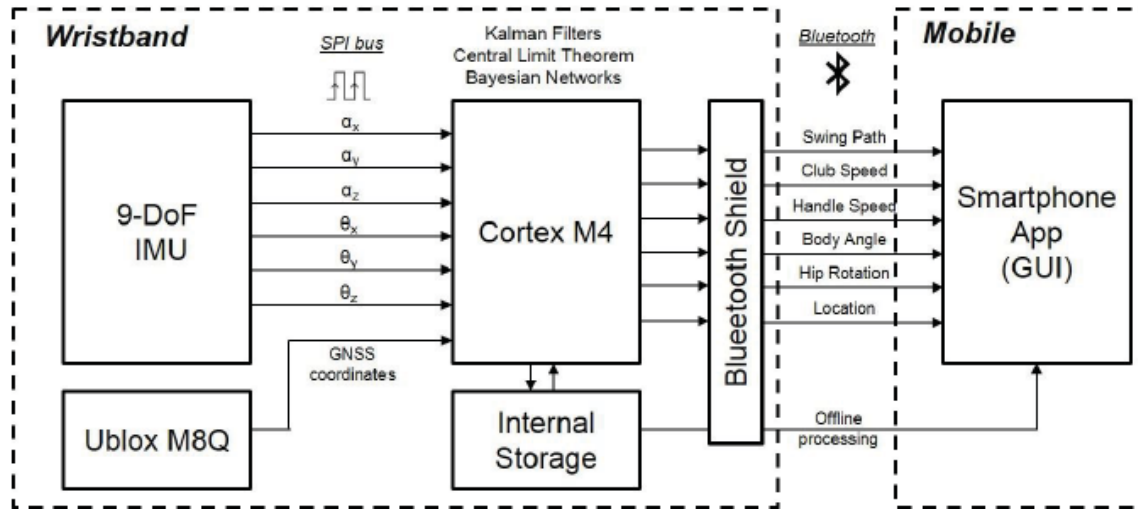 Wristband
SPI bus
Kalman Filters
Central Limit Theorem
Bayesian Networks
Bluetooth
Mobile
9-DoF
IMU
αx
αy
αz
θx
θy
θz
GNSS
coordinates
Ublox M8Q
Cortex M4
Internal
Storage
Blueetooth Shield
Swing Path
Club Speed
Handle Speed
Body Angle
Hip Rotation
Location
Offline
processing
Smartphone
App
(GUI)